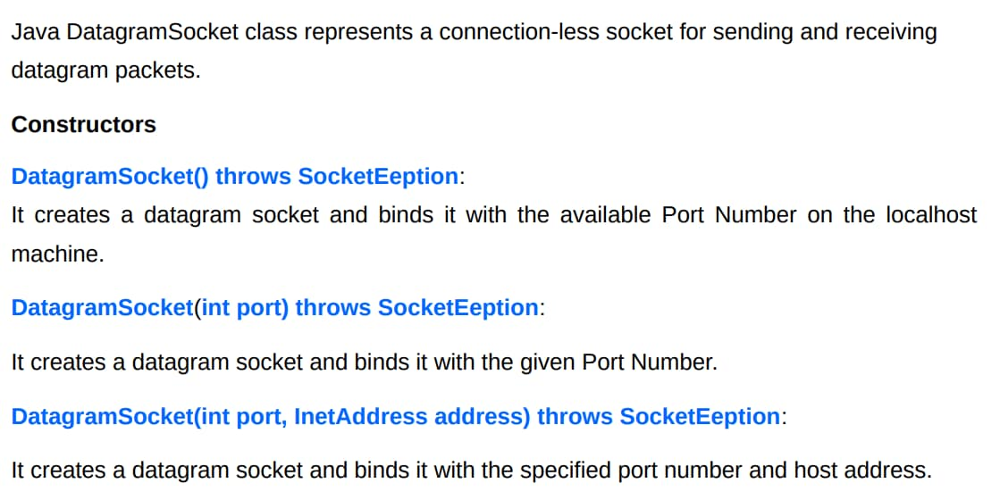 Java DatagramSocket class represents a connection-less socket for sending and receiving
datagram packets.
Constructors
DatagramSocket() throws SocketEeption:
It creates a datagram socket and binds it with the available Port Number on the localhost
machine.
DatagramSocket(int port) throws SocketEeption:
It creates a datagram socket and binds it with the given Port Number.
DatagramSocket(int port, InetAddress address) throws SocketEeption:
It creates a datagram socket and binds it with the specified port number and host address.